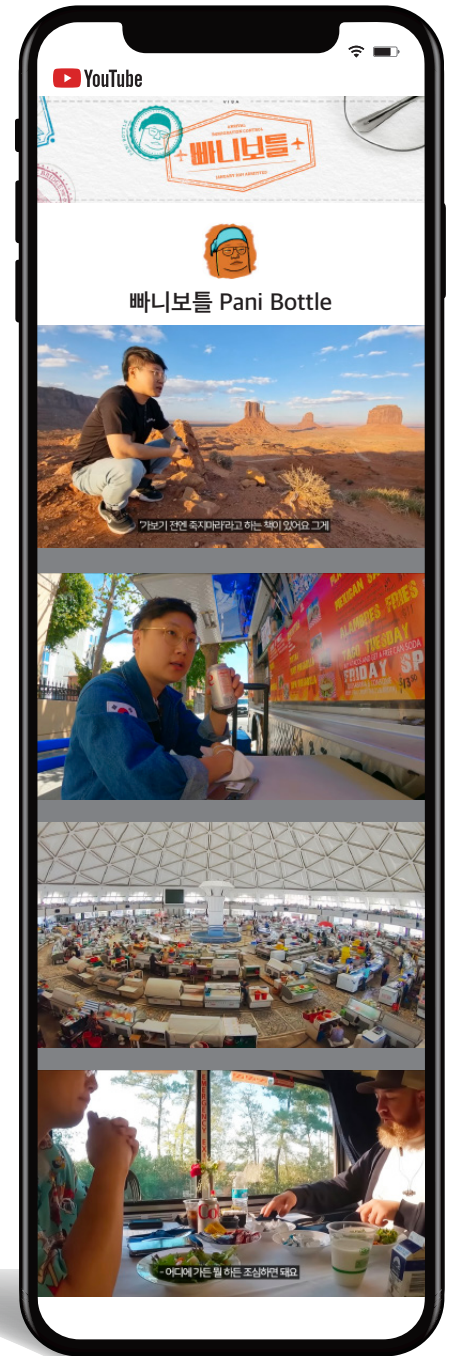 YouTube
VISA
빠니보틀
빠니보틀 Pani Bottle
'가보기 전엔 죽지마라'라고 하는 책이 있어요 그게
MEXICAN
ALAMBRES FRIES
TACO TUESDAY
FRIDAY
- 어디에 가든 뭘 하든 조심하면 돼요